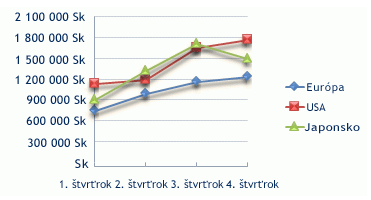 2 100 000 Sk
1 800 000 Sk
1 500 000 Sk
1 200 000 Sk
900 000 Sk
600 000 Sk
300 000 Sk
Sk
1. štvrťrok 2. štvrťrok 3. štvrťrok 4. štvrťrok
Európa
USA
Japonsko